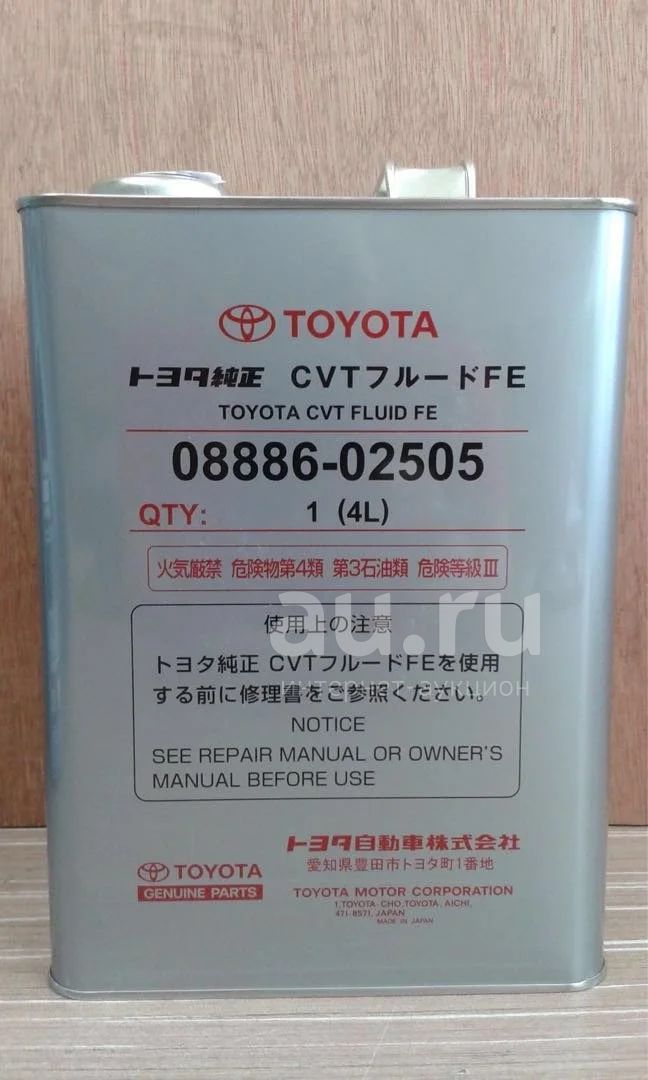 TOYOTA
トヨタ純正 CVTフルードFE
TOYOTA CVT FLUID FE
08886-02505
QTY: 1 (4L)
火気厳禁 危険物第4類 第3石油類 危険等級Ⅲ
使用上の注意
トヨタ純正 CVTフルードFEを使用
する前に修理書をご参照ください。
NOTICE
SEE REPAIR MANUAL OR OWNER'S
MANUAL BEFORE USE
au.ru
интернет-аукцион
TOYOTA
GENUINE PARTS
トヨタ自動車株式会社
愛知県豊田市トヨタ町1番地
TOYOTA MOTOR CORPORATION
1, TOYOTA-CHO, TOYOTA, AICHI,
471-8571, JAPAN
MADE IN JAPAN